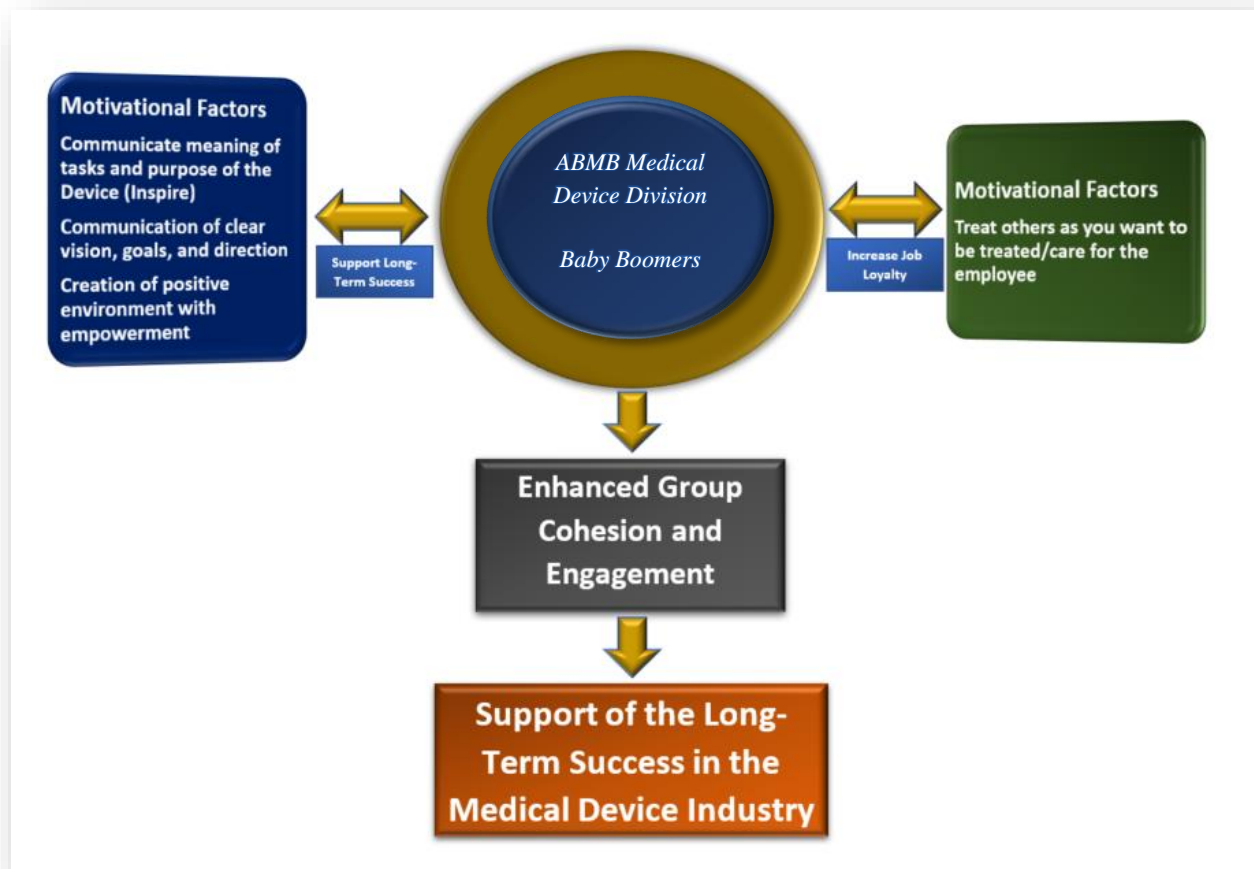 Motivational Factors
Communicate meaning of
tasks and purpose of the
Device (Inspire)
Communication of clear
vision, goals, and direction
Creation of positive
environment with
empowerment
Support Long-
Term Success
ABMB Medical
Device Division
Baby Boomers
Increase Job
Loyalty
Motivational Factors
Treat others as you want to
be treated/care for the
employee
Enhanced Group
Cohesion and
Engagement
Support of the Long-
Term Success in the
Medical Device Industry